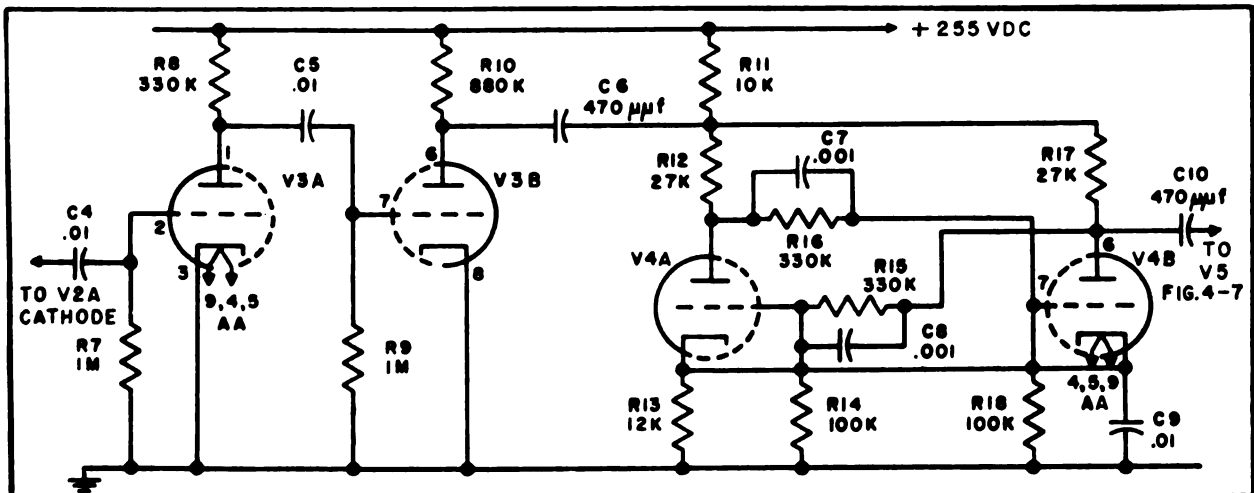 + 255 VDC
R8
330 K
C5
.01
R10
880 K
C6
470 µµf
R11
10K
1
V3A
6
V3B
7
R12
27K
C7
.001
R17
27K
C10
470 µµf
C4
.01
2
3
9,4,5
AA
8
R16
330K
V4A
R15
330K
6
V4B
7
TO
V5
FIG. 4-7
TO V2A
CATHODE
R7
1M
R9
1M
C8
.001
4,5,9
AA
R13
12K
R14
100K
R18
100K
C9
.01